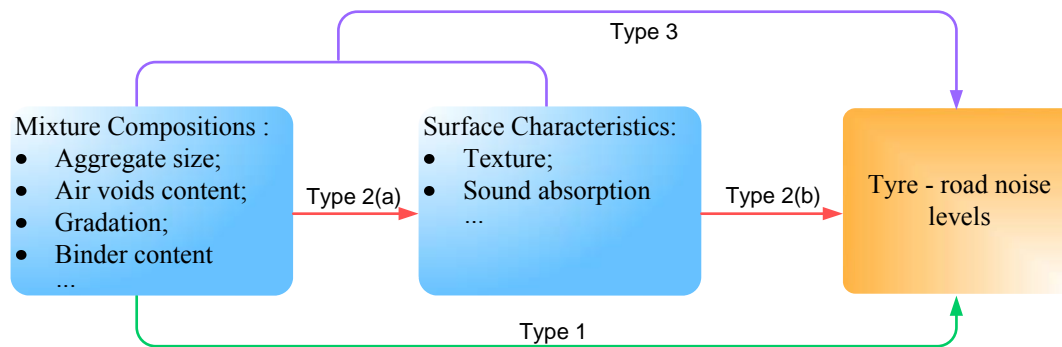 Type 3
Mixture Compositions :
● Aggregate size;
● Air voids content;
● Gradation;
● Binder content
...
Type 2(a)
Surface Characteristics:
● Texture;
● Sound absorption
...
Type 2(b)
Tyre - road noise
levels
Type 1